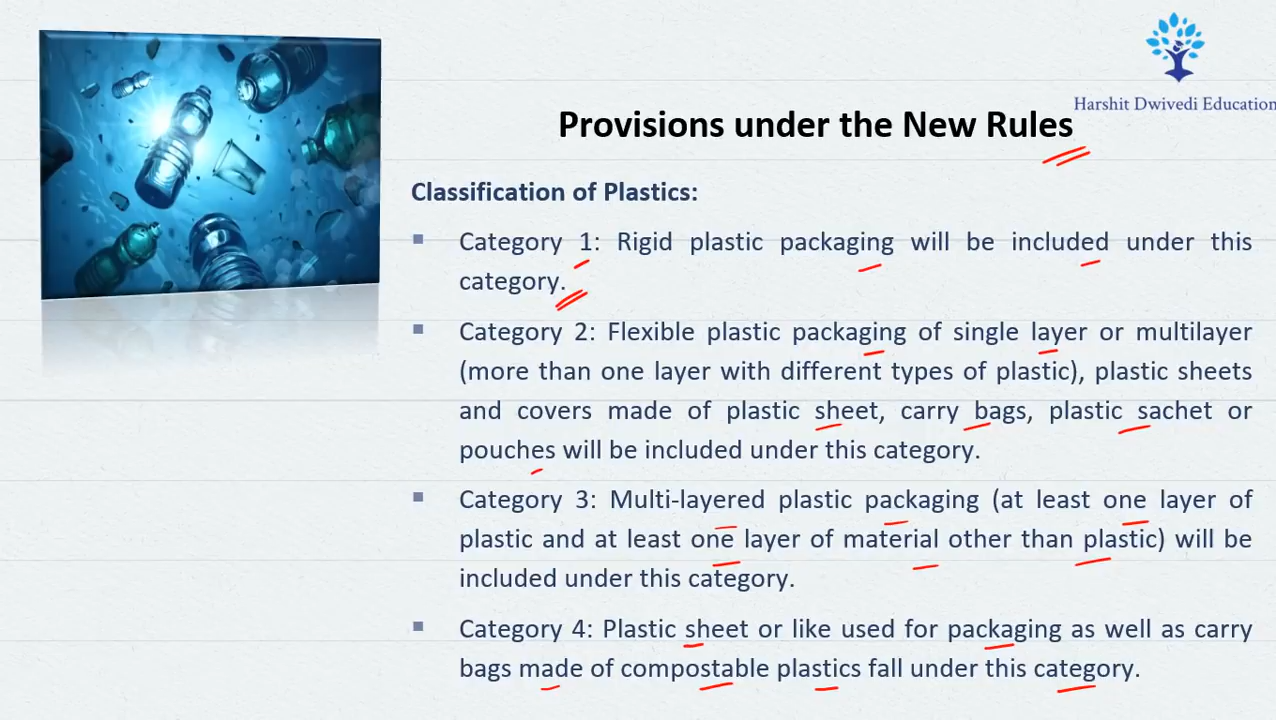 Harshit Dwivedi Education
Provisions under the New Rules
Classification of Plastics:
Category 1: Rigid plastic packaging will be included under this
category.
Category 2: Flexible plastic packaging of single layer or multilayer
(more than one layer with different types of plastic), plastic sheets
and covers made of plastic sheet, carry bags, plastic sachet or
pouches will be included under this category.
Category 3: Multi-layered plastic packaging (at least one layer of
plastic and at least one layer of material other than plastic) will be
included under this category.
Category 4: Plastic sheet or like used for packaging as well as carry
bags made of compostable plastics fall under this category.